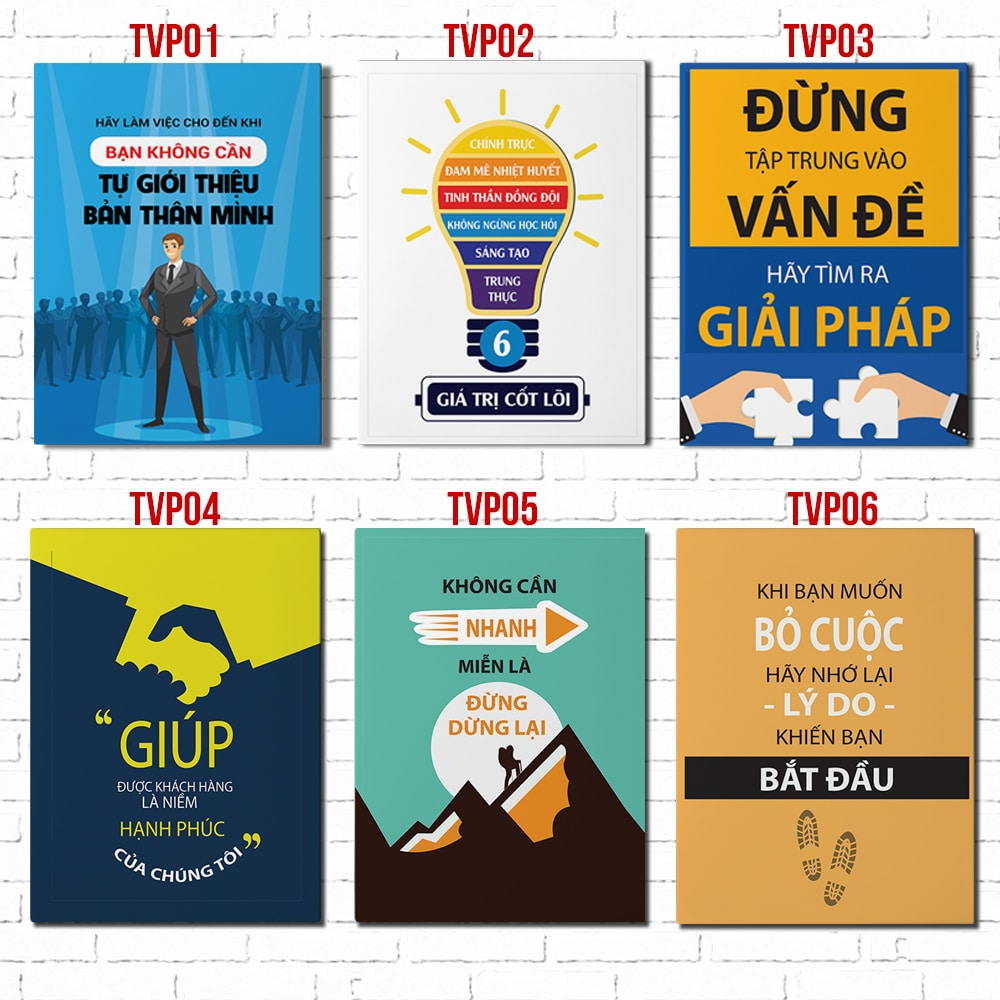 TVP01
HÃY LÀM VIỆC CHO ĐẾN KHI
BẠN KHÔNG CẦN
TỰ GIỚI THIỆU
BẢN THÂN MÌNH
TVP02
CHÍNH TRỰC
ĐAM MÊ NHIỆT HUYẾT
TINH THẦN ĐỒNG ĐỘI
KHÔNG NGỪNG HỌC HỎI
SÁNG TẠO
TRUNG
THỰC
6
GIÁ TRỊ CỐT LÕI
TVP03
ĐỪNG
TẬP TRUNG VÀO
VẤN ĐỀ
HÃY TÌM RA
GIẢI PHÁP
TVP04
“GIÚP
ĐƯỢC KHÁCH HÀNG
LÀ NIỀM
HẠNH PHÚC
CỦA CHÚNG TÔI”
TVP05
KHÔNG CẦN
NHANH
MIỄN LÀ
ĐỪNG
DỪNG LẠI
TVP06
KHI BẠN MUỐN
BỎ CUỘC
HÃY NHỚ LẠI
- LÝ DO -
KHIẾN BẠN
BẮT ĐẦU